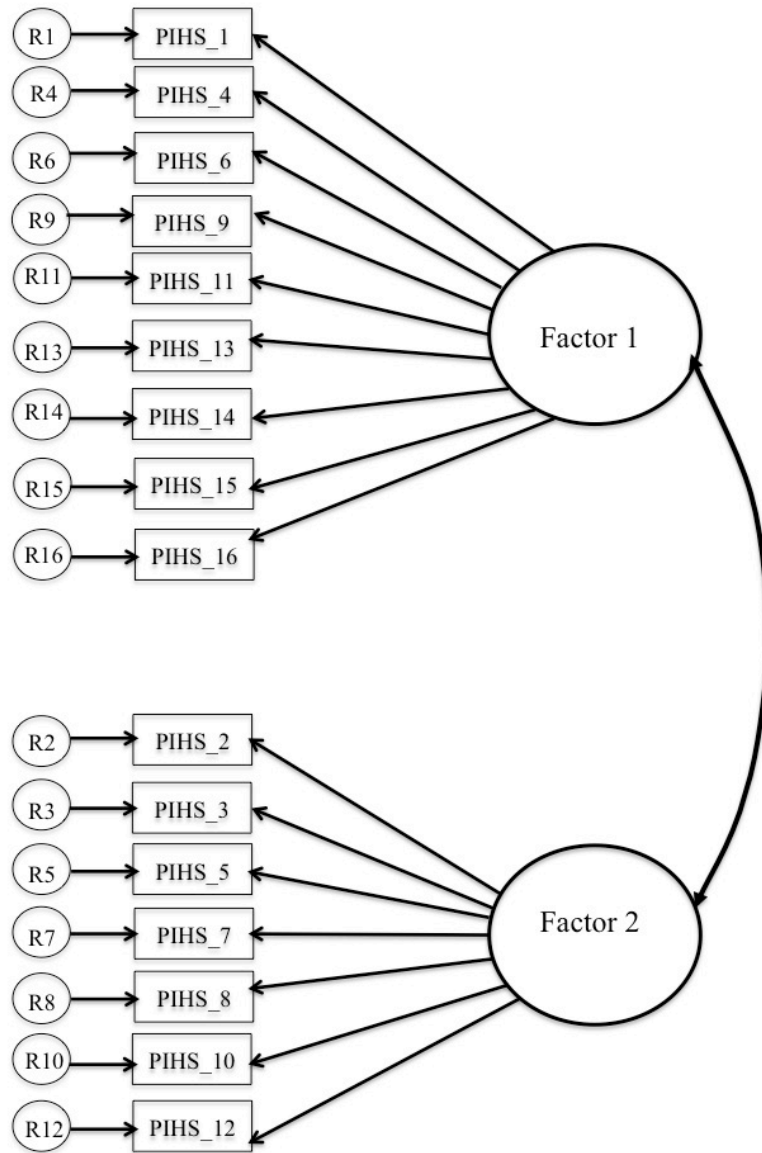 R1 PIHS_1
R4 PIHS_4
R6 PIHS_6
R9 PIHS_9
R11 PIHS_11
R13 PIHS_13
R14 PIHS_14
R15 PIHS_15
R16 PIHS_16
Factor 1
R2 PIHS_2
R3 PIHS_3
R5 PIHS_5
R7 PIHS_7
R8 PIHS_8
R10 PIHS_10
R12 PIHS_12
Factor 2